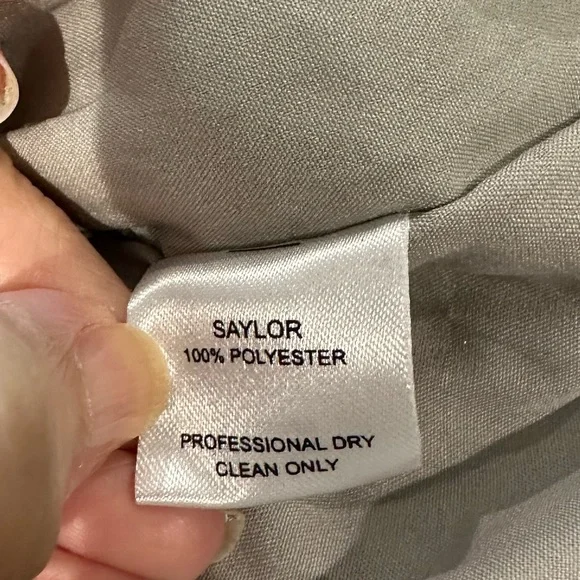 SAYLOR
100% POLYESTER
PROFESSIONAL DRY
CLEAN ONLY